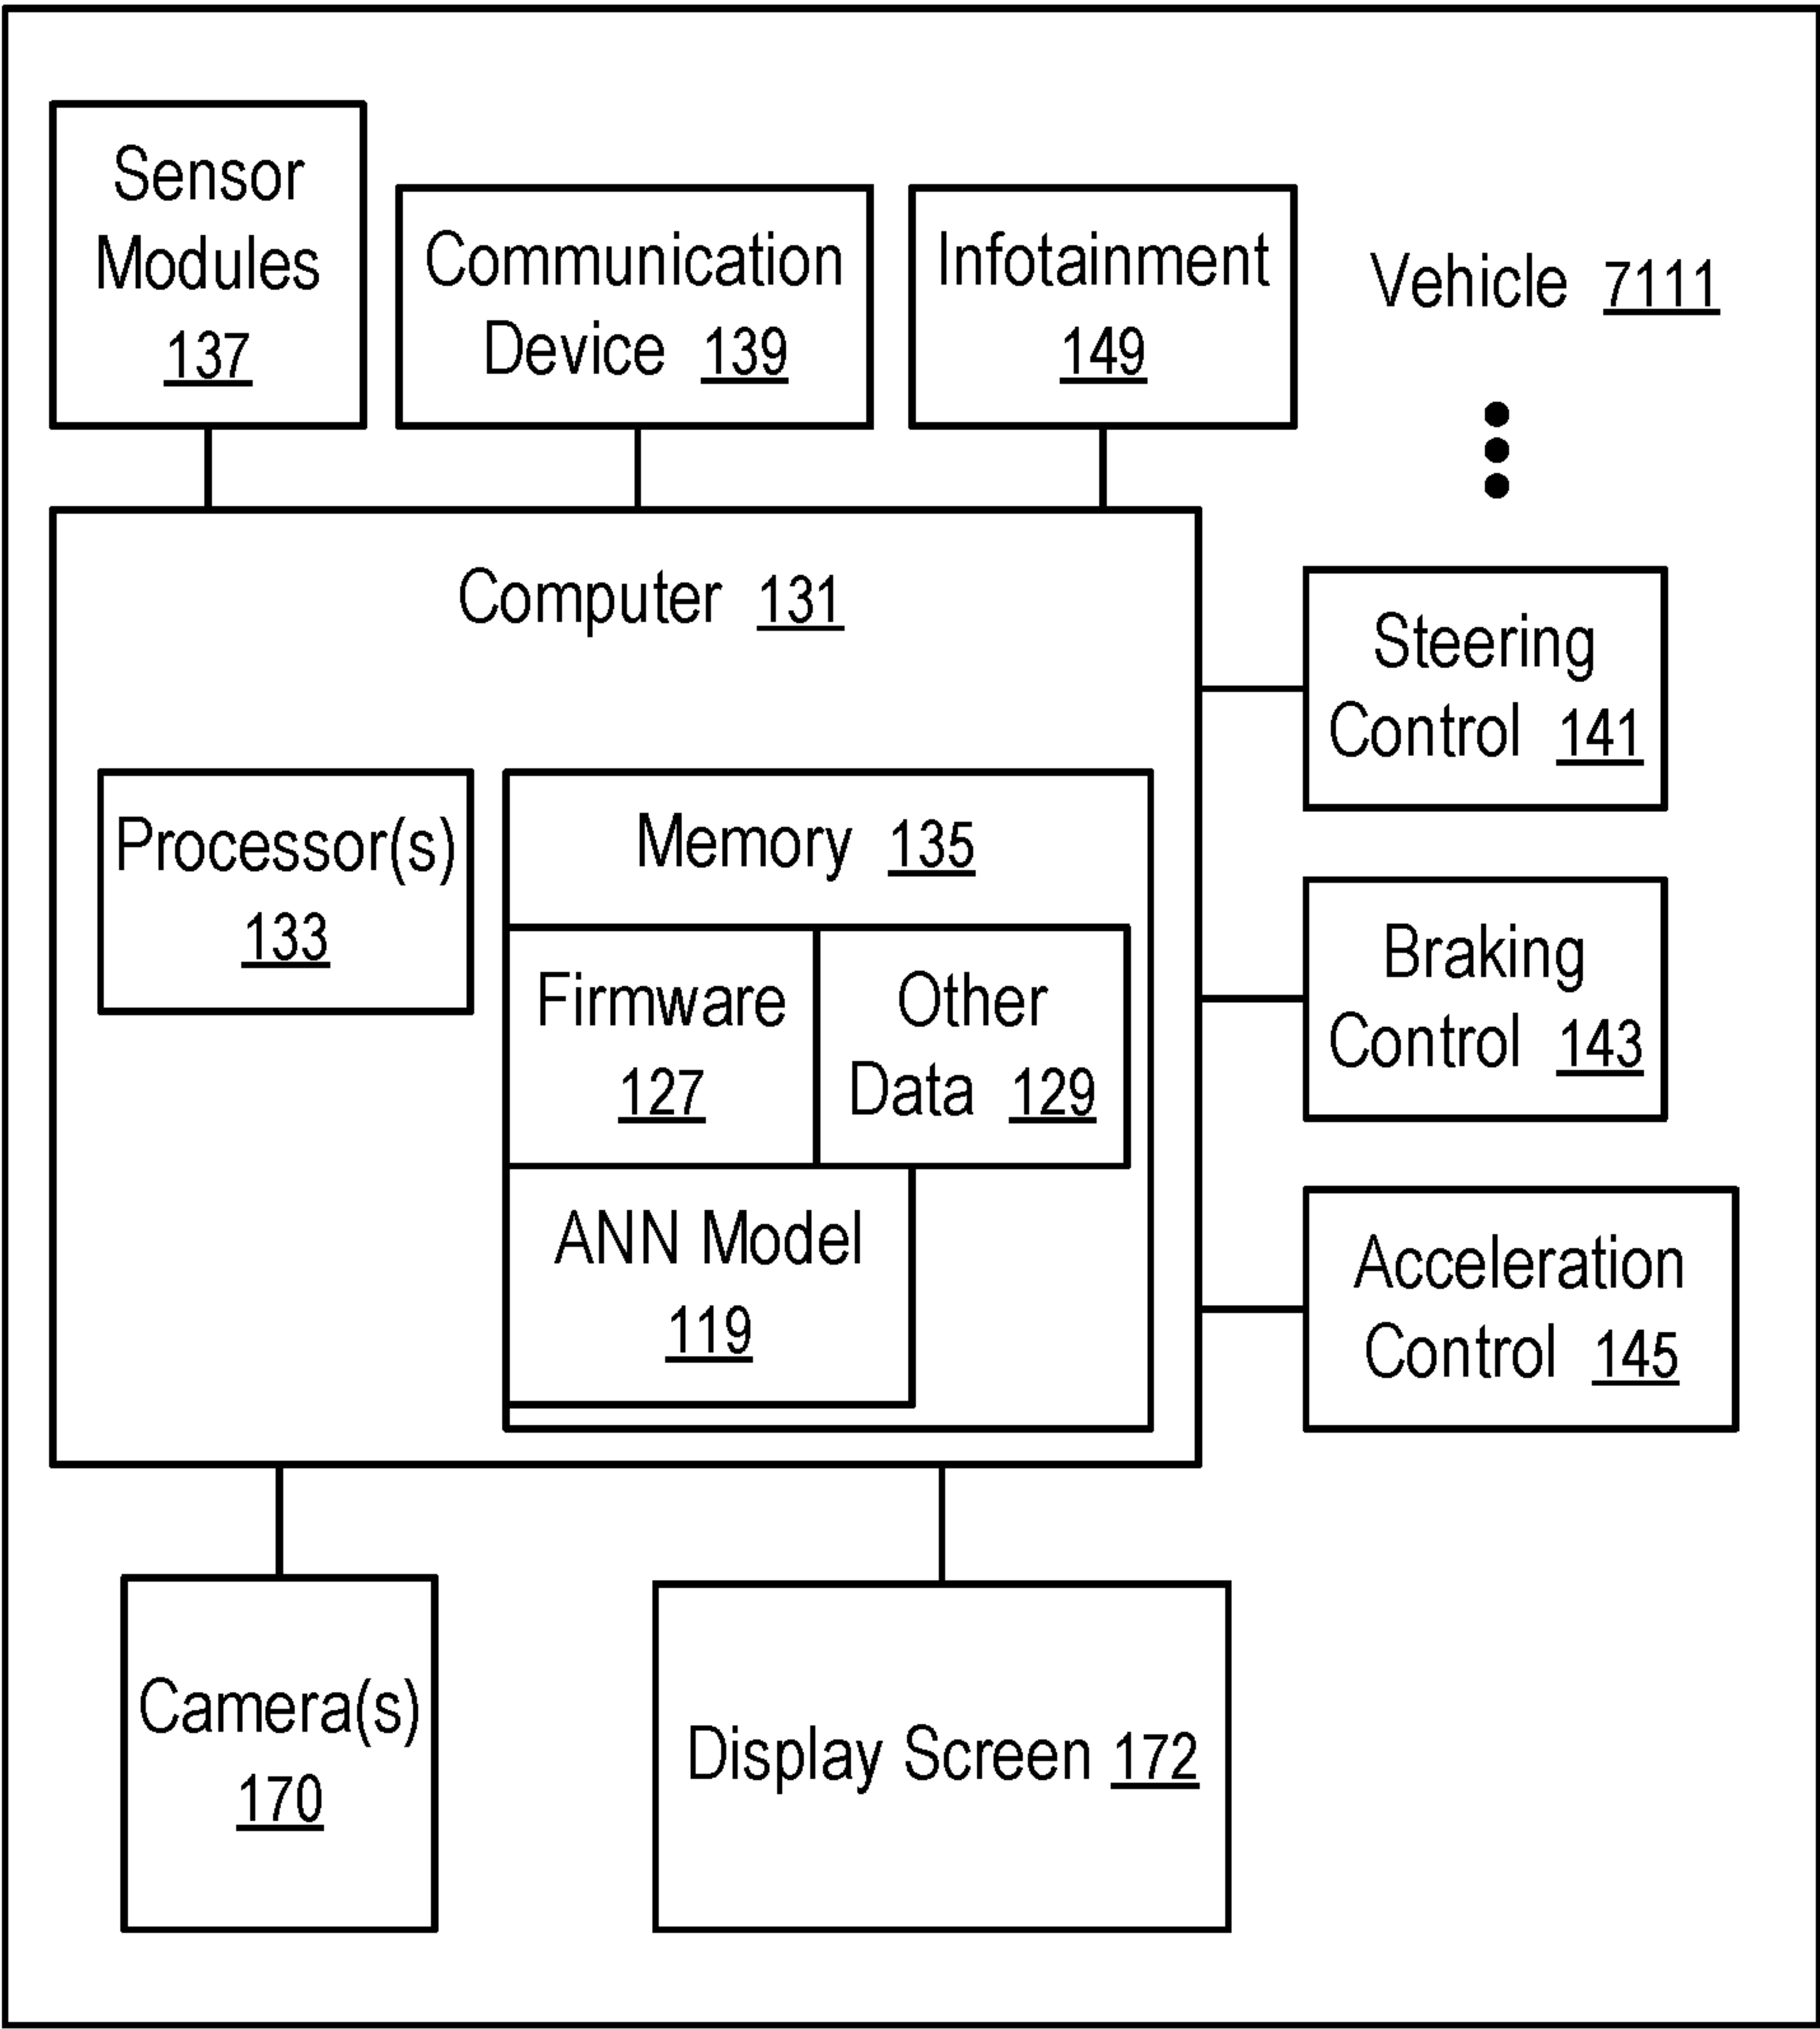 Sensor
Modules
137
Communication
Device 139
Infotainment
149
Vehicle 7111
Computer 131
Steering
Control 141
Processor(s)
133
Memory 135
Firmware
127
Other
Data 129
ANN Model
119
Braking
Control 143
Acceleration
Control 145
Camera(s)
170
Display Screen 172